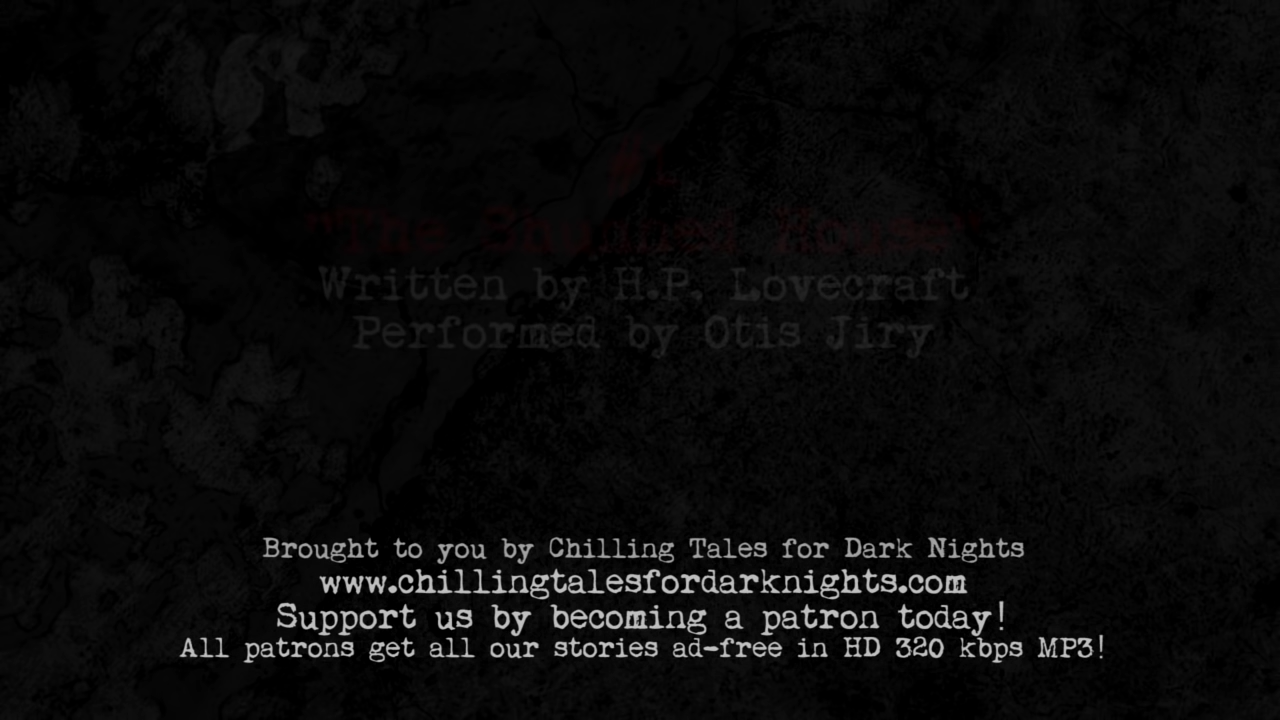 #1
"The Shunned House"
Written by H.P. Lovecraft
Performed by Otis Jiry
Brought to you by Chilling Tales for Dark Nights
www.chillingtalesfordarknights.com
Support us by becoming a patron today!
All patrons get all our stories ad-free in HD 320 kbps MP3!